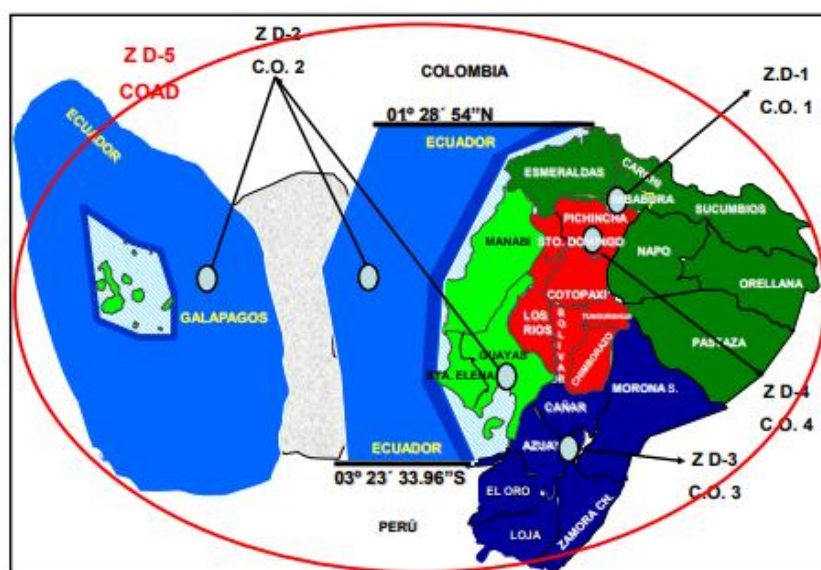 Z D-5
COAD
Z D-2
C.O. 2
COLOMBIA
Z.D-1
C.O. 1
01º 28´ 54”N
ECUADOR
ECUADOR
ESMERALDAS
CARCHI
IMBABURA
SUCUMBIOS
PICHINCHA
MANABI
STO. DOMINGO
NAPO
ORELLANA
COTOPAXI
GALAPAGOS
LOS
RIOS
BOLIVAR
TUNGURAHUA
PASTAZA
GUAYAS
STA. ELENA
CHIMBORAZO
MORONA S.
Z D-4
C.O. 4
CAÑAR
ECUADOR
AZUAY
Z D-3
C.O. 3
03º 23´ 33.96”S
EL ORO
ZAMORA CH.
PERÚ
LOJA